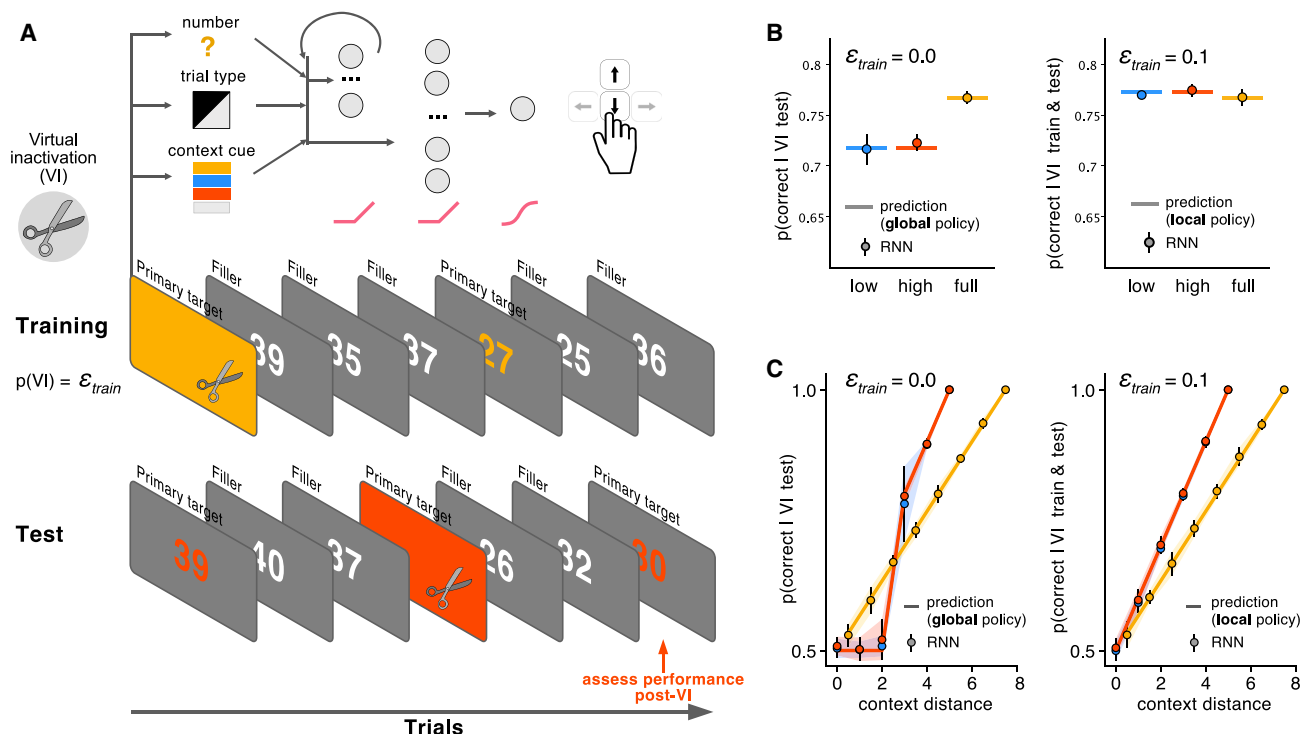 A
number
?
trial type
context cue
Virtual
inactivation
(VI)
...
...
Training
p(VI) = εtrain
Primary target
Filler
Filler
Filler
Primary target
Filler
Filler
39
35
37
27
25
36
Test
Primary target
Filler
Filler
Primary target
Filler
Filler
Primary target
39
40
37
26
32
30
assess performance
post-VI
Trials
B
εtrain = 0.0
p(correct | VI test)
0.8
0.75
0.7
0.65
prediction
(global policy)
RNN
low high full
εtrain = 0.1
p(correct | VI train & test)
0.8
0.75
0.7
0.65
prediction
(local policy)
RNN
low high full
C
εtrain = 0.0
p(correct | VI test)
1.0
0.5
prediction
(global policy)
RNN
0 2 4 6 8
context distance
εtrain = 0.1
p(correct | VI train & test)
1.0
0.5
prediction
(local policy)
RNN
0 2 4 6 8
context distance